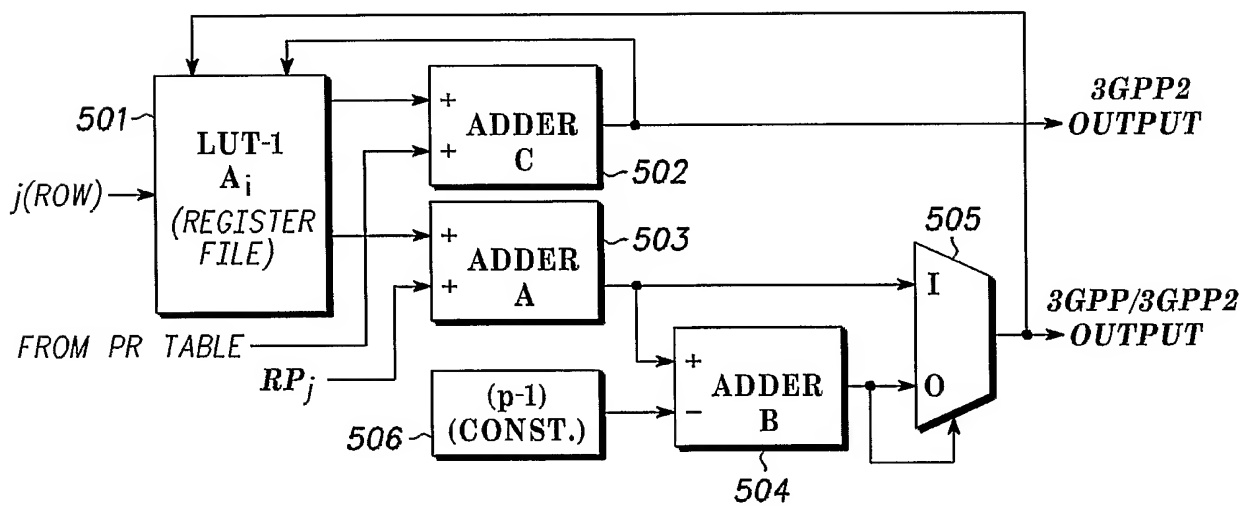 501
LUT-1
Ai
(REGISTER
FILE)
j(ROW)
+
+
ADDER
C
502
3GPP2
OUTPUT
+
+
ADDER
A
503
505
I
O
3GPP/3GPP2
OUTPUT
FROM PR TABLE
RPj
(p-1)
(CONST.)
506
+
−
ADDER
B
504